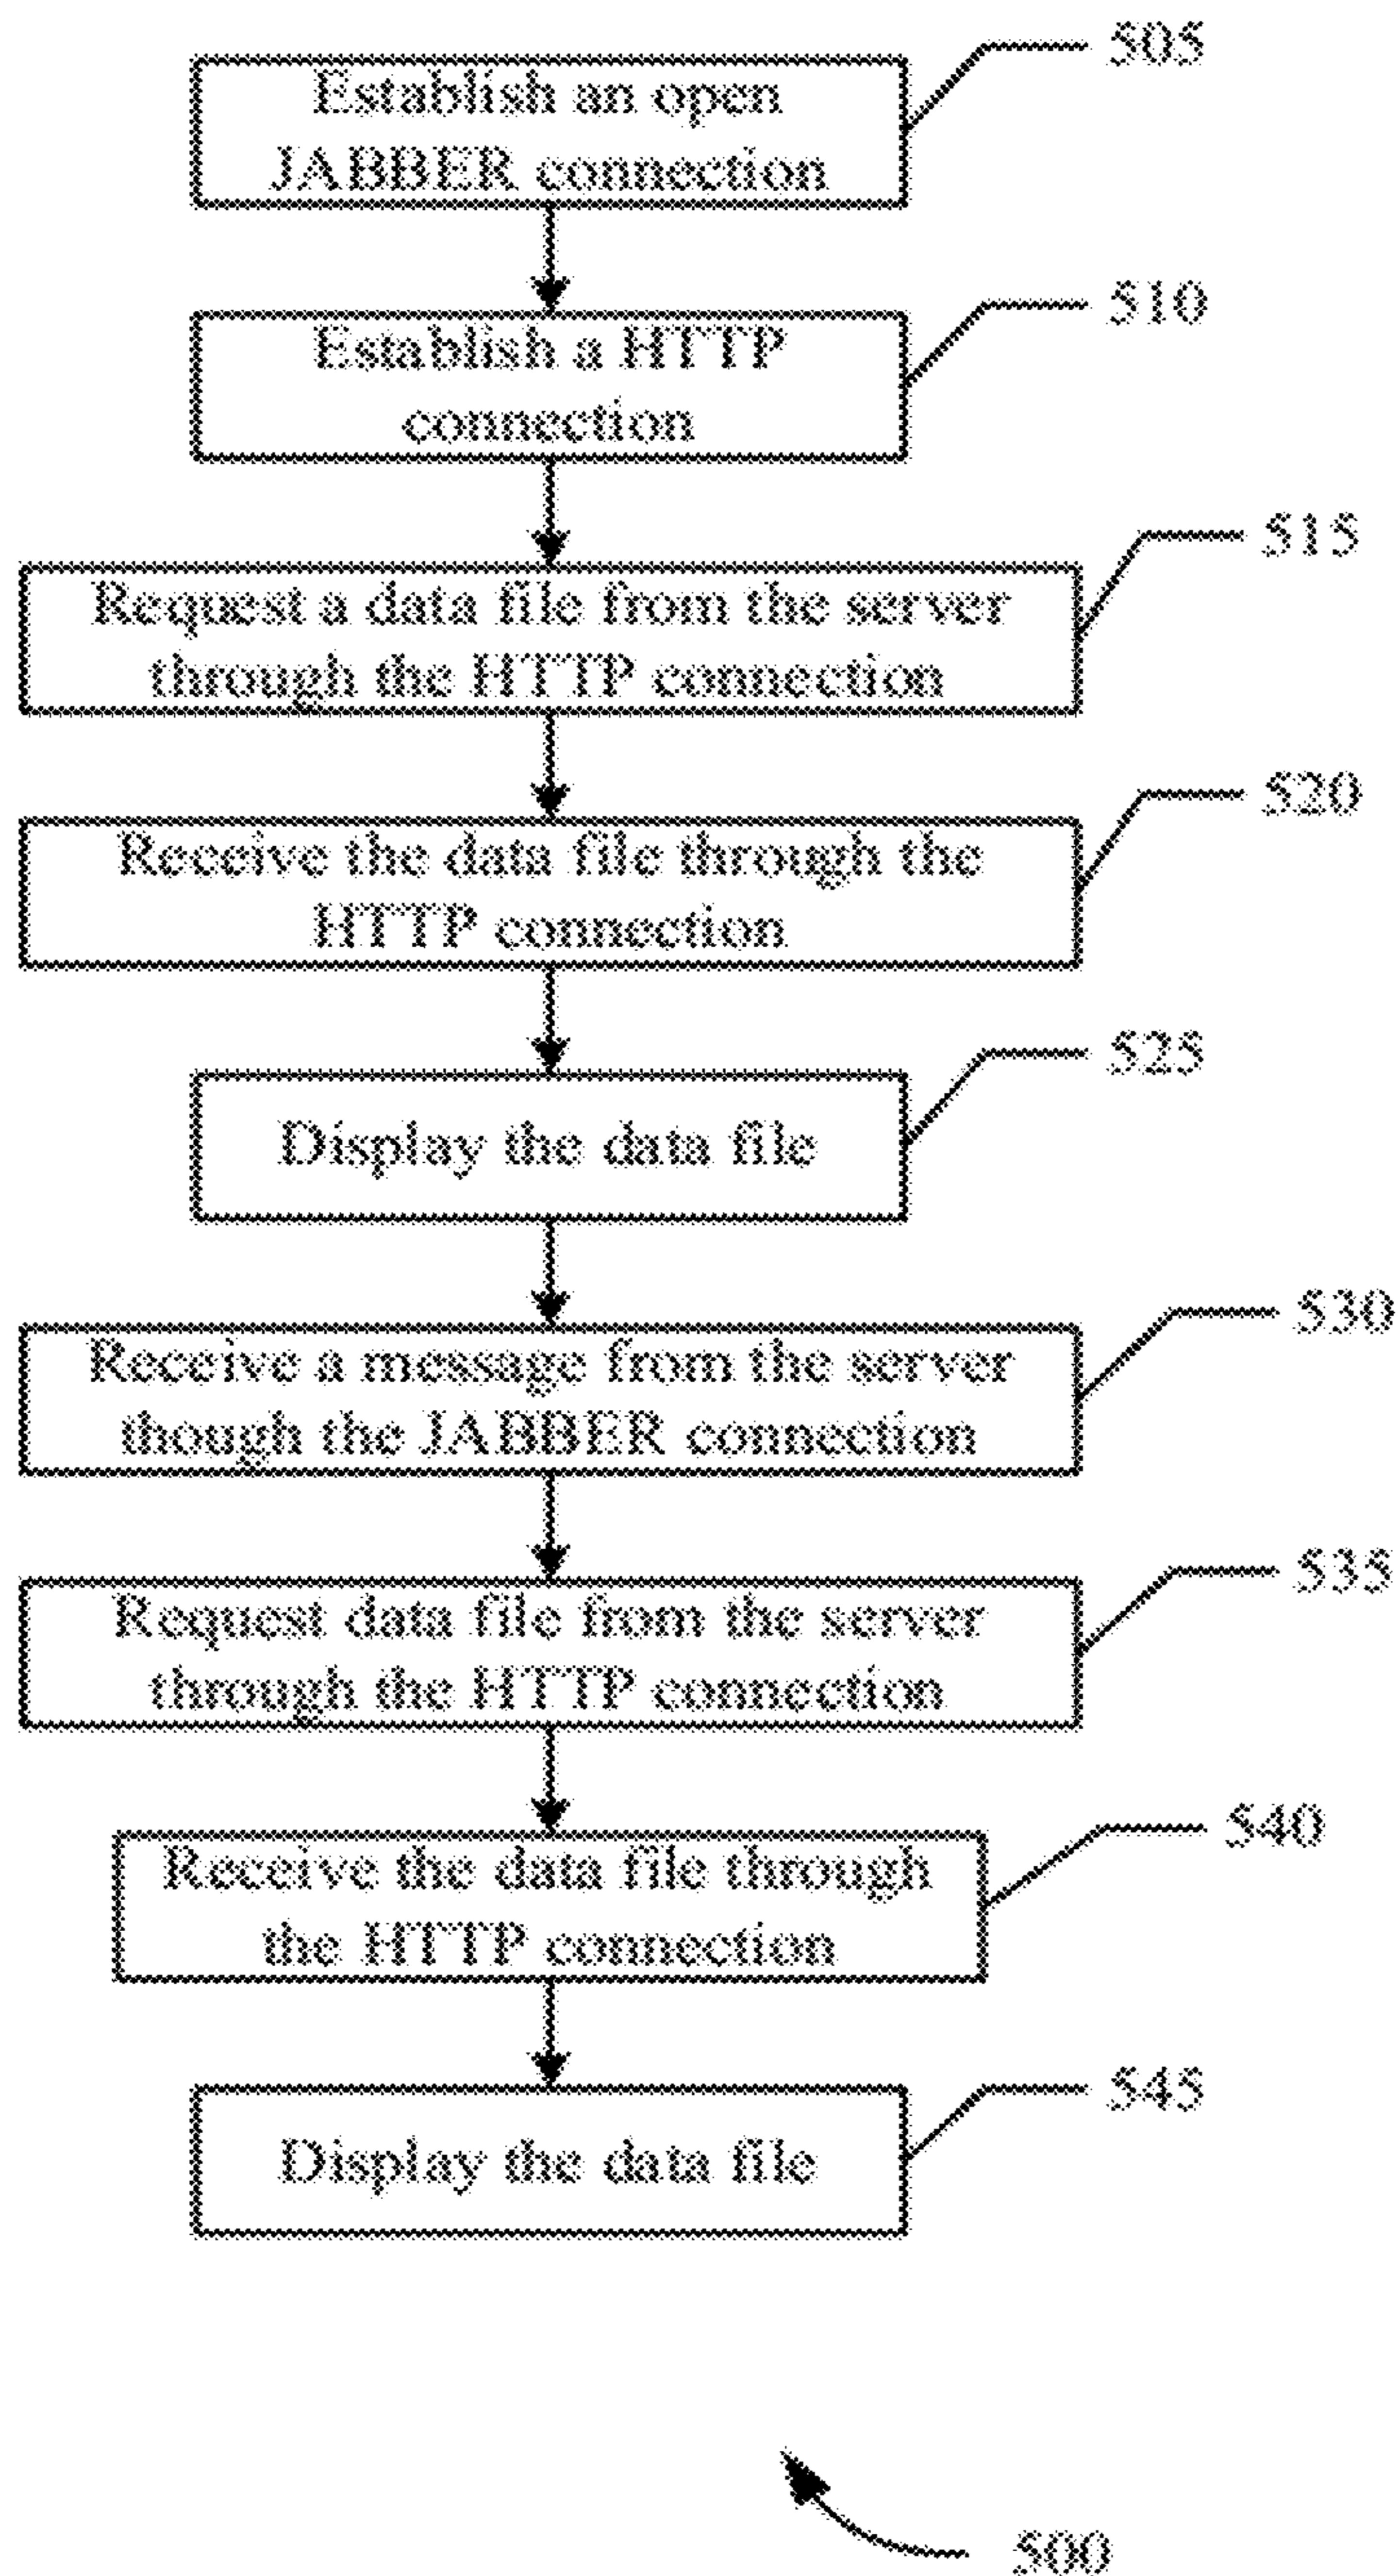 505
Establish an open
JABBER connection
510
Establish a HTTP
connection
515
Request a data file from the server
through the HTTP connection
520
Receive the data file through the
HTTP connection
525
Display the data file
530
Receive a message from the server
though the JABBER connection
535
Request data file from the server
through the HTTP connection
540
Receive the data file through
the HTTP connection
545
Display the data file
500